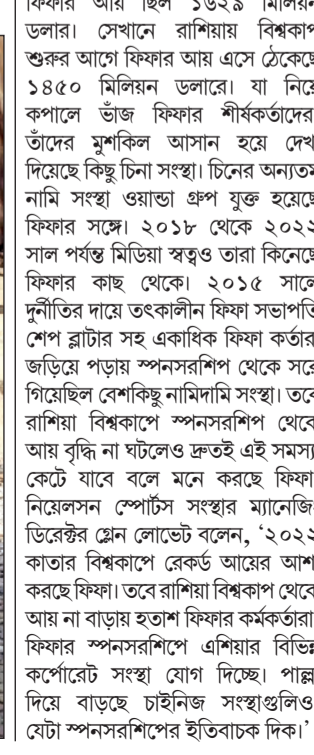 ফিফার আয় ছিল ১৬২৯ মিলিয়ন
ডলার। সেখানে রাশিয়ায় বিশ্বকাপ
শুরুর আগে ফিফার আয় এসে ঠেকেছে
১৪৫০ মিলিয়ন ডলারে। যা নিয়ে
কপালে ভাঁজ ফিফার শীর্ষকর্তাদের
তাঁদের মুশকিল আসান হয়ে দেখ
দিয়েছে কিছু চিনা সংস্থা। চিনের অন্যতম
নামি সংস্থা ওয়ান্ডা গ্রুপ যুক্ত হয়েছে
ফিফার সঙ্গে। ২০১৮ থেকে ২০২২
সাল পর্যন্ত মিডিয়া স্বত্বও তারা কিনেছে
ফিফার কাছ থেকে। ২০১৫ সালে
দুর্নীতির দায়ে তৎকালীন ফিফা সভাপতি
শেপ ব্লাটার সহ একাধিক ফিফা কর্তার
জড়িয়ে পড়ায় স্পনসরশিপ থেকে সরে
গিয়েছিল বেশকিছু নামিদামি সংস্থা। তবে
রাশিয়া বিশ্বকাপে স্পনসরশিপ থেকে
আয় বৃদ্ধি না ঘটলেও দ্রুতই এই সমস্যা
কেটে যাবে বলে মনে করছে ফিফা
নিয়েলসন স্পোর্টস সংস্থার ম্যানেজিং
ডিরেক্টর গ্লেন লোভেট বলেন, ‘২০২২
কাতার বিশ্বকাপে রেকর্ড আয়ের আশ
করছে ফিফা। তবে রাশিয়া বিশ্বকাপ থেকে
আয় না বাড়ায় হতাশ ফিফার কর্মকর্তারা
ফিফার স্পনসরশিপে এশিয়ার বিভিন্ন
কর্পোরেট সংস্থা যোগ দিচ্ছে। পাল্ল
দিয়ে বাড়ছে চাইনিজ সংস্থাগুলিও
যেটা স্পনসরশিপের ইতিবাচক দিক।’